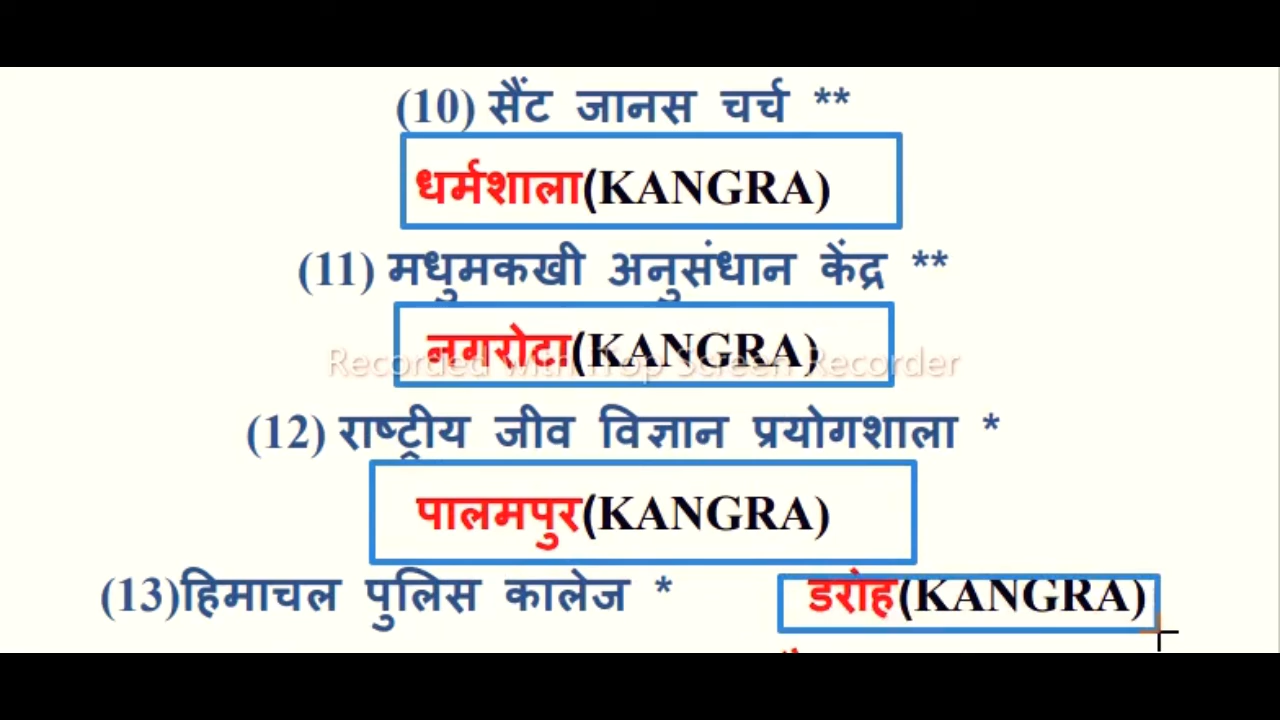 (10) सैंट जानस चर्च **
धर्मशाला(KANGRA)
(11) मधुमकखी अनुसंधान केंद्र **
नगरोटा(KANGRA)
Recorded with iTop Screen Recorder
(12) राष्ट्रीय जीव विज्ञान प्रयोगशाला *
पालमपुर(KANGRA)
(13)हिमाचल पुलिस कालेज * डरोह(KANGRA)